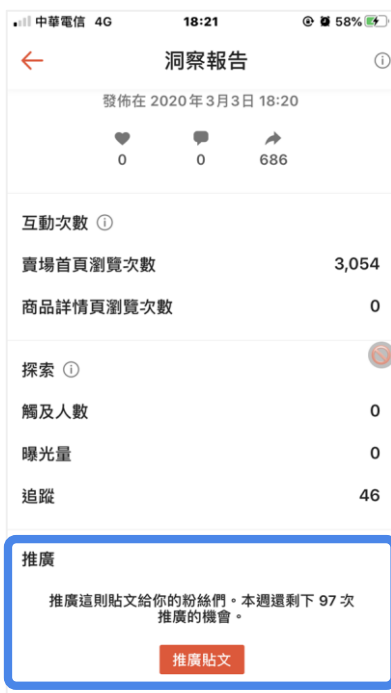 中華電信 4G 18:21 58%
洞察報告
發佈在 2020年3月3日 18:20
0 0 686
互動次數
賣場首頁瀏覽次數 3,054
商品詳情頁瀏覽次數 0
探索
觸及人數 0
曝光量 0
追蹤 46
推廣
推廣這則貼文給你的粉絲們。本週還剩下 97 次
推廣的機會。
推廣貼文